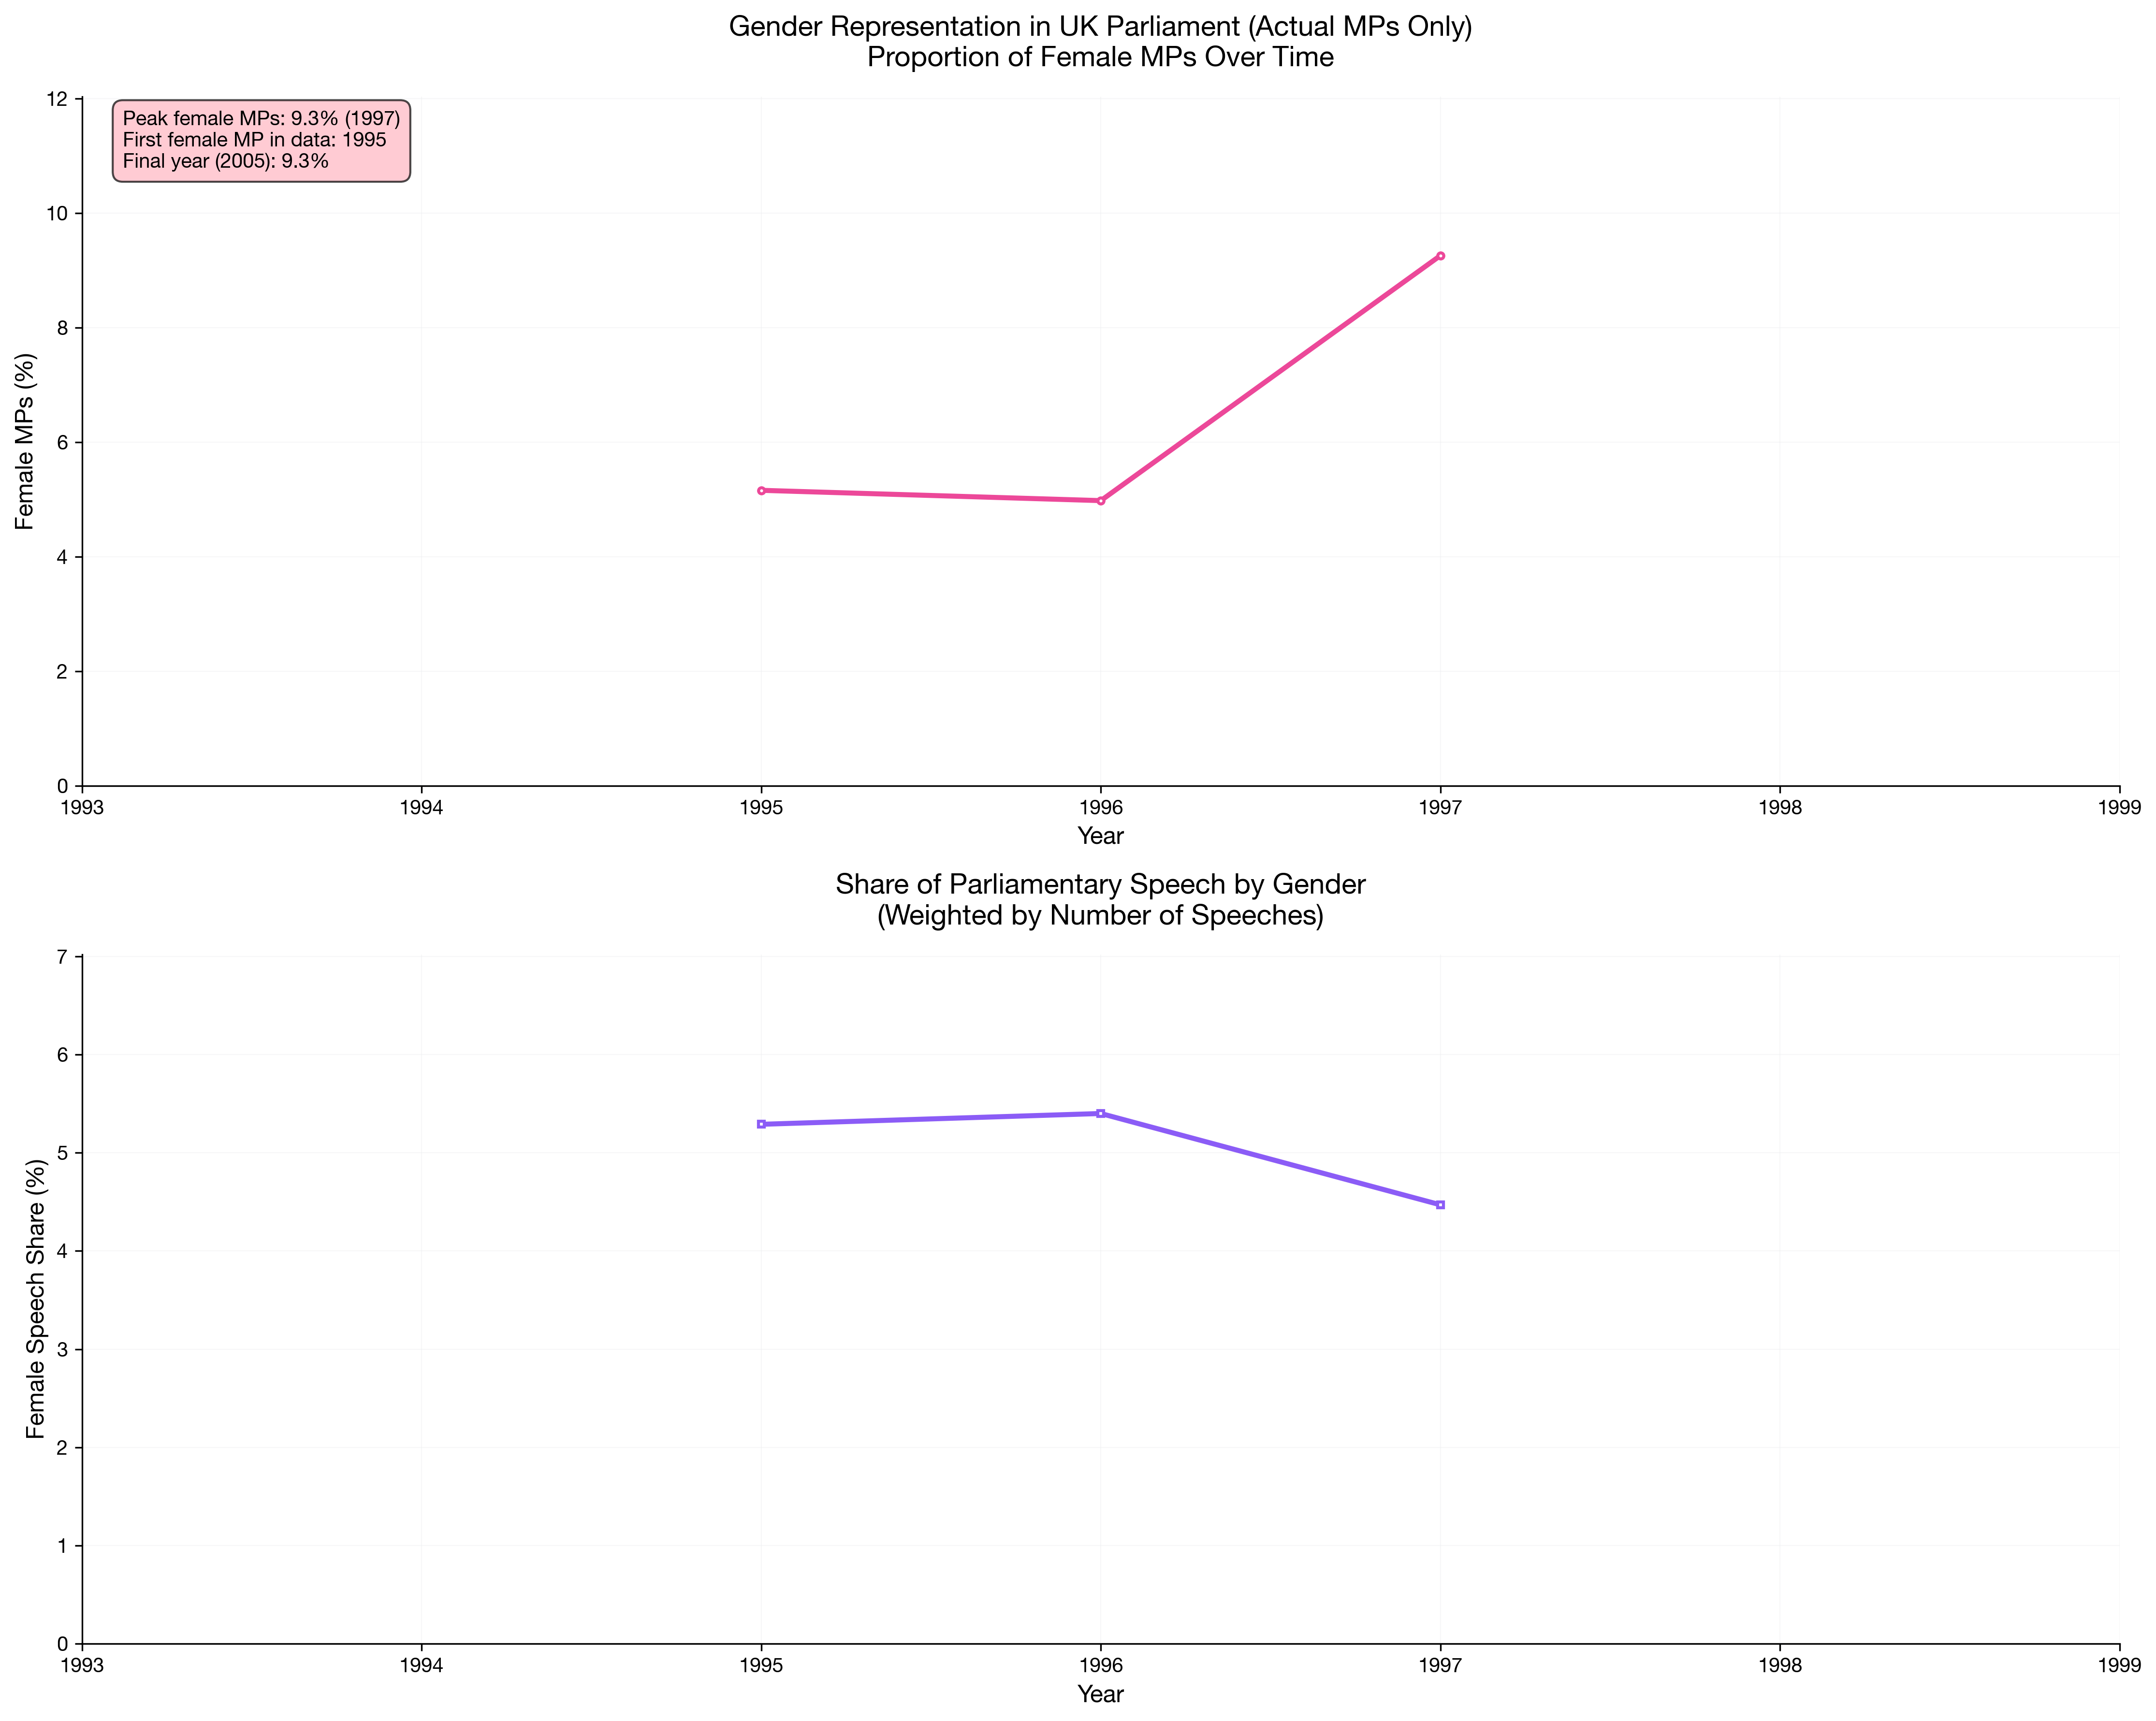 Gender Representation in UK Parliament (Actual MPs Only)
Proportion of Female MPs Over Time
Peak female MPs: 9.3% (1997)
First female MP in data: 1995
Final year (2005): 9.3%
12
10
8
6
4
2
0
Female MPs (%)
1993 1994 1995 1996 1997 1998 1999
Year
Share of Parliamentary Speech by Gender
(Weighted by Number of Speeches)
7
6
5
4
3
2
1
0
Female Speech Share (%)
1993 1994 1995 1996 1997 1998 1999
Year